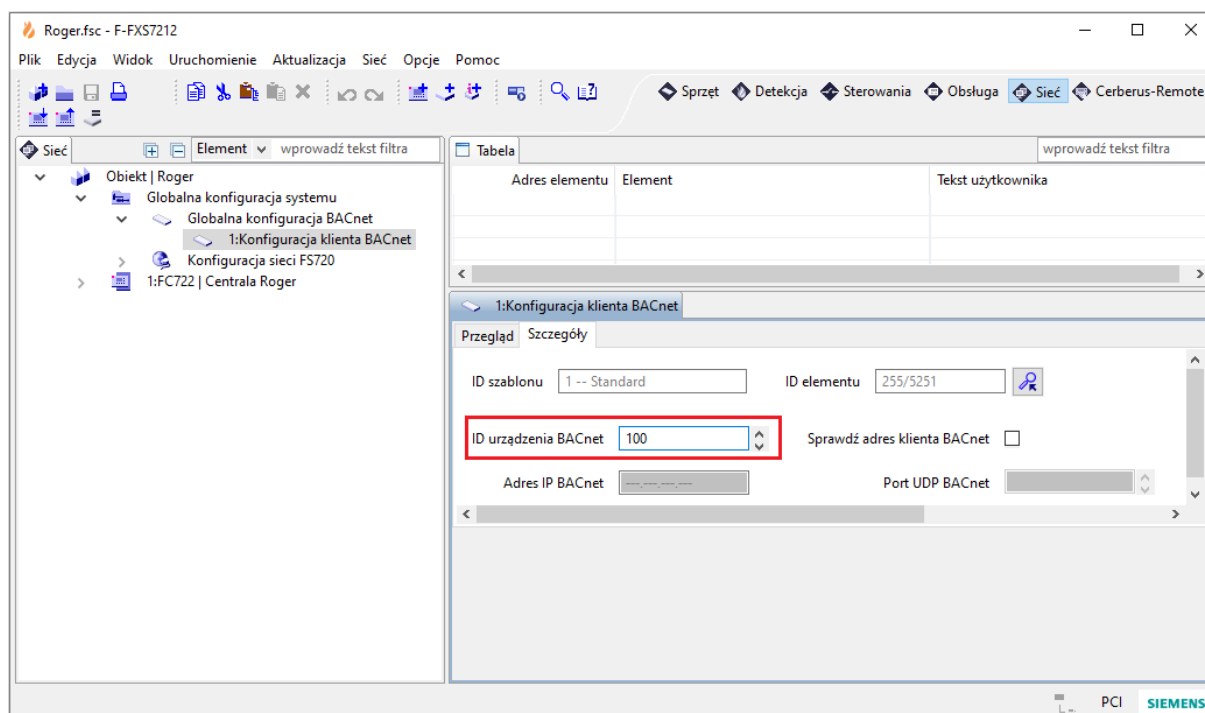 Roger.fsc - F-FXS7212
Plik Edycja Widok Uruchomienie Aktualizacja Sieć Opcje Pomoc
Sprzęt Detekcja Sterowania Obsługa Sieć Cerberus-Remote
Sieć Element wprowadź tekst filtra
Obiekt | Roger
Globalna konfiguracja systemu
Globalna konfiguracja BACnet
1:Konfiguracja klienta BACnet
Konfiguracja sieci FS720
1:FC722 | Centrala Roger
Tabela wprowadź tekst filtra
Adres elementu Element Tekst użytkownika
1:Konfiguracja klienta BACnet
Przegląd Szczegóły
ID szablonu 1 -- Standard ID elementu 255/5251
ID urządzenia BACnet 100 Sprawdź adres klienta BACnet
Adres IP BACnet ---.---.---.--- Port UDP BACnet
PCI SIEMENS